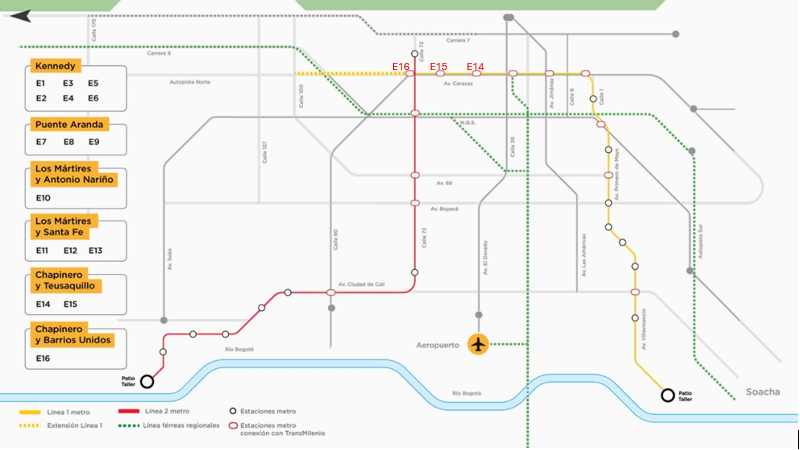 Calle 170
Carrera 7
Calle 72
Carrera 9
E16 E15 E14
Autopista Norte
Av. Caracas
Calle 100
Av. Jiménez
Calle 6
Calle 1
N.Q.S.
Calle 127
Calle 26
Av. Primero de Mayo
Av. 68
Av. Boyacá
Av. Suba
Calle 80
Calle 72
Av. El Dorado
Av. Las Américas
Autopista Sur
Av. Ciudad de Cali
Av. Villavicencio
Río Bogotá
Aeropuerto
Patio
Taller
Río Bogotá
Patio
Taller
Soacha
Kennedy
E1 E3 E5
E2 E4 E6
Puente Aranda
E7 E8 E9
Los Mártires
y Antonio Nariño
E10
Los Mártires
y Santa Fe
E11 E12 E13
Chapinero
y Teusaquillo
E14 E15
Chapinero
y Barrios Unidos
E16
Línea 1 metro
Línea 2 metro
Estaciones metro
Extensión Línea 1
Línea férreas regionales
Estaciones metro
conexión con TransMilenio